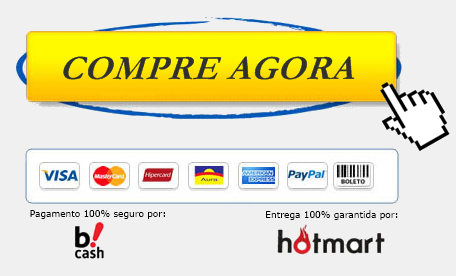 COMPRE AGORA
VISA MasterCard Hipercard Aura AMERICAN EXPRESS PayPal BOLETO
Pagamento 100% seguro por:
Entrega 100% garantida por:
b! cash
hotmart